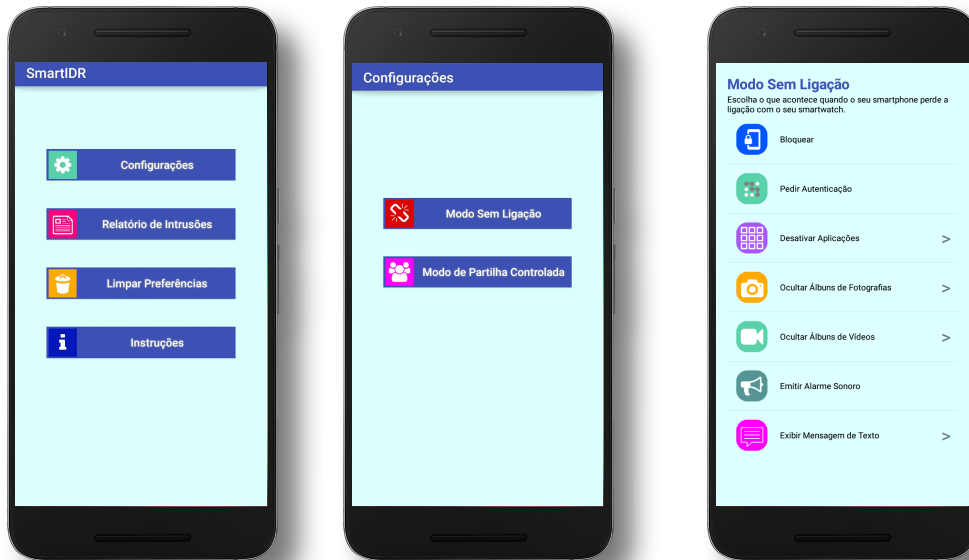 SmartIDR
Configurações
Relatório de Intrusões
Limpar Preferências
Instruções
Configurações
Modo Sem Ligação
Modo de Partilha Controlada
Modo Sem Ligação
Escolha o que acontece quando o seu smartphone perde a
ligação com o seu smartwatch.
Bloquear
Pedir Autenticação
Desativar Aplicações >
Ocultar Álbuns de Fotografias >
Ocultar Álbuns de Vídeos >
Emitir Alarme Sonoro
Exibir Mensagem de Texto >